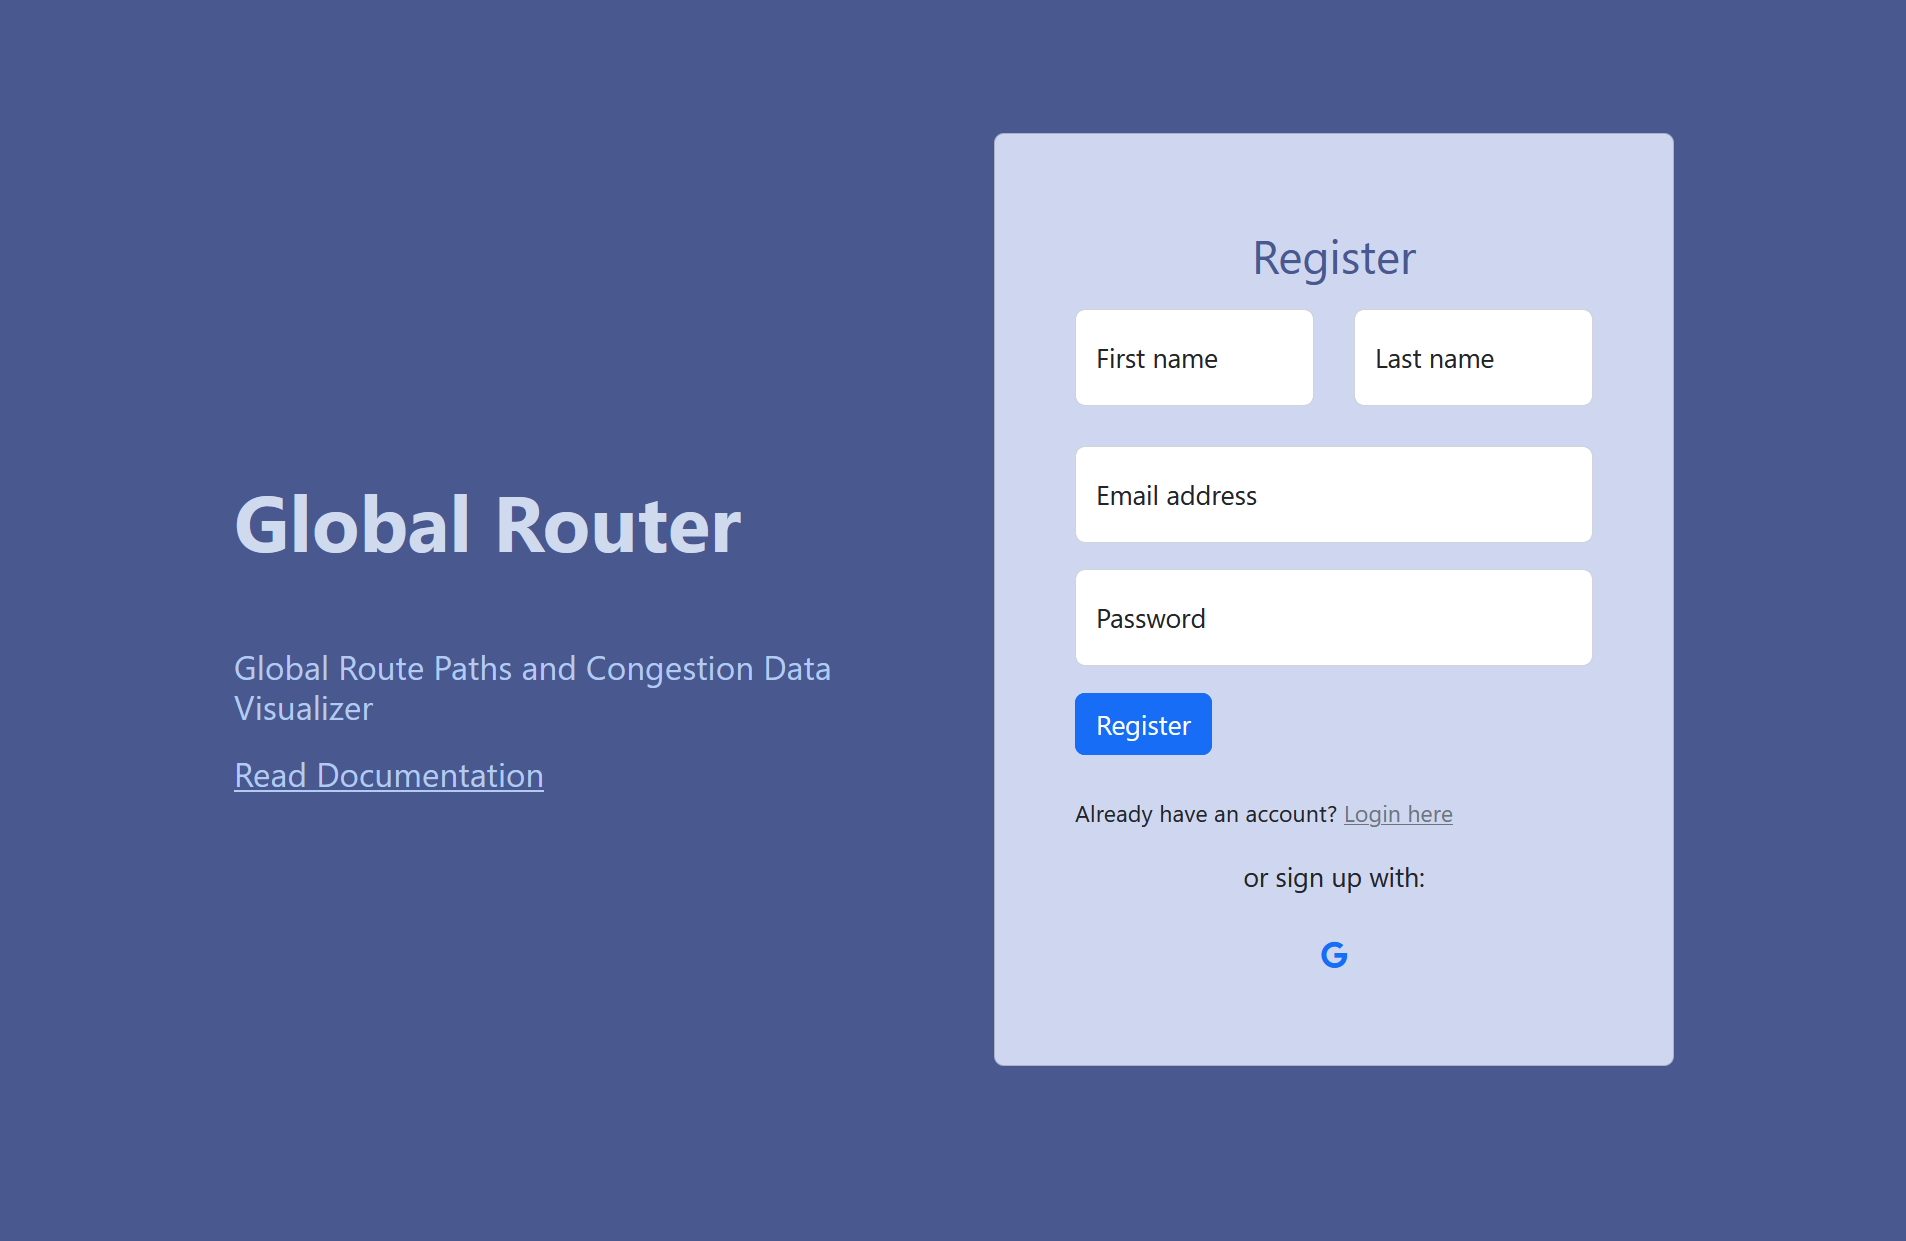 Global Router
Global Route Paths and Congestion Data
Visualizer
Read Documentation
Register
First name
Last name
Email address
Password
Register
Already have an account? Login here
or sign up with:
G